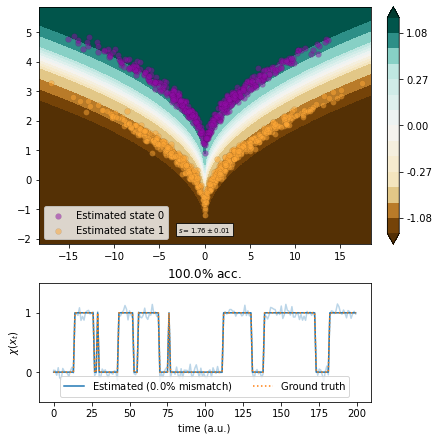 5
4
3
2
1
0
−1
−2
Estimated state 0
Estimated state 1
s = 1.76 ± 0.01
−15 −10 −5 0 5 10 15
1.08
0.27
0.00
-0.27
-1.08
100.0% acc.
χ(xₜ)
1
0
Estimated (0.0% mismatch)
Ground truth
0 25 50 75 100 125 150 175 200
time (a.u.)